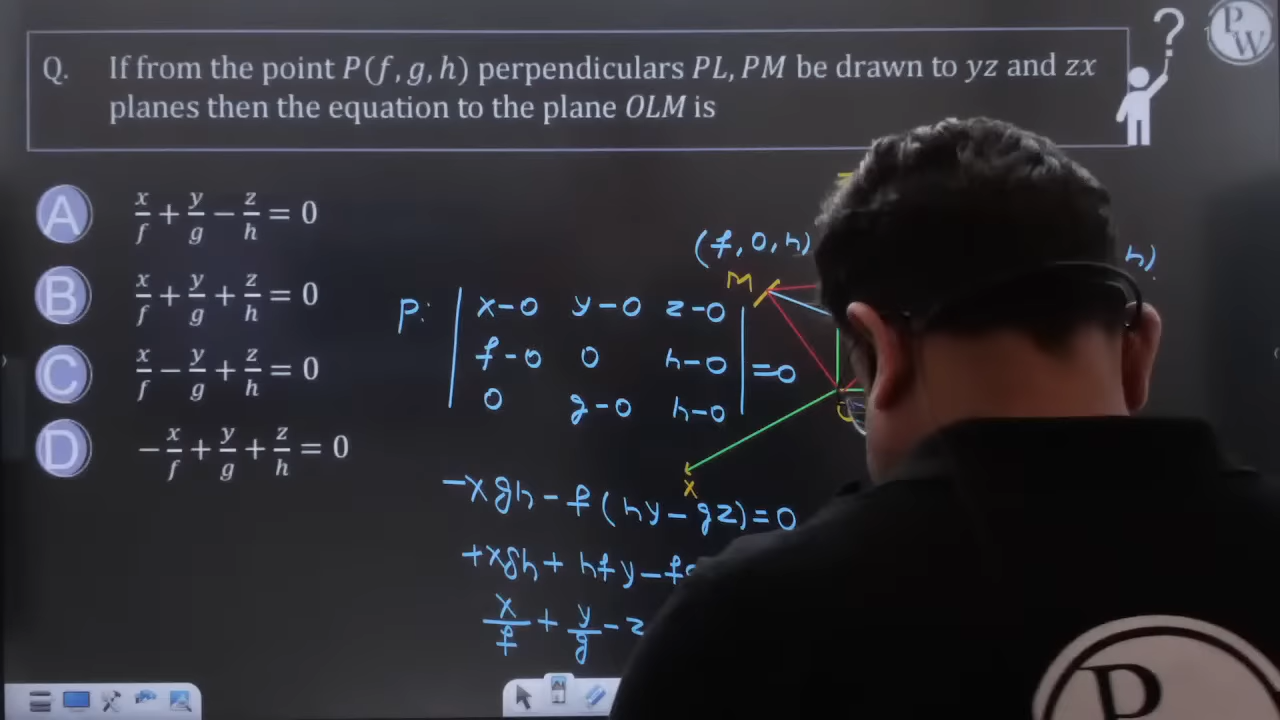 Q. If from the point P(f, g, h) perpendiculars PL, PM be drawn to yz and zx
planes then the equation to the plane OLM is
?
PW
A x/f + y/g − z/h = 0
B x/f + y/g + z/h = 0
C x/f − y/g + z/h = 0
D −x/f + y/g + z/h = 0
(f, 0, h)
h)
M
P: | x−0 y−0 z−0 |
| f−0 0 h−0 | =0
| 0 g−0 h−0 |
X
−xgh − f(hy − gz) = 0
+xgh + hfy − f
x/f + y/g − z
P